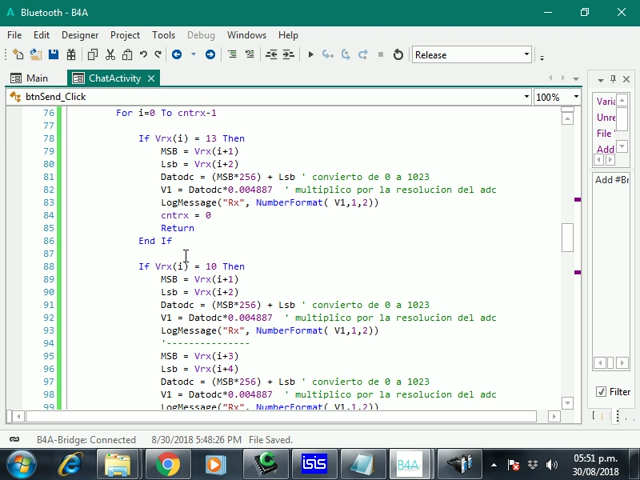 Bluetooth - B4A
File Edit Designer Project Tools Debug Windows Help
Release
Main ChatActivity
btnSend_Click 100%
76 For i=0 To cntrx-1
77
78 If Vrx(i) = 13 Then
79 MSB = Vrx(i+1)
80 Lsb = Vrx(i+2)
81 Datodc = (MSB*256) + Lsb ' convierto de 0 a 1023
82 V1 = Datodc*0.004887 ' multiplico por la resolucion del adc
83 LogMessage("Rx", NumberFormat( V1,1,2))
84 cntrx = 0
85 Return
86 End If
87
88 If Vrx(i) = 10 Then
89 MSB = Vrx(i+1)
90 Lsb = Vrx(i+2)
91 Datodc = (MSB*256) + Lsb ' convierto de 0 a 1023
92 V1 = Datodc*0.004887 ' multiplico por la resolucion del adc
93 LogMessage("Rx", NumberFormat( V1,1,2))
94 '---------------
95 MSB = Vrx(i+3)
96 Lsb = Vrx(i+4)
97 Datodc = (MSB*256) + Lsb ' convierto de 0 a 1023
98 V1 = Datodc*0.004887 ' multiplico por la resolucion del adc
99 LogMessage("Rx", NumberFormat( V1,1,2))
Varia
Unre
File '
Add
Add #Br
Filter
B4A-Bridge: Connected 8/30/2018 5:48:26 PM File Saved.
isis
B4A
05:51 p.m.
30/08/2018